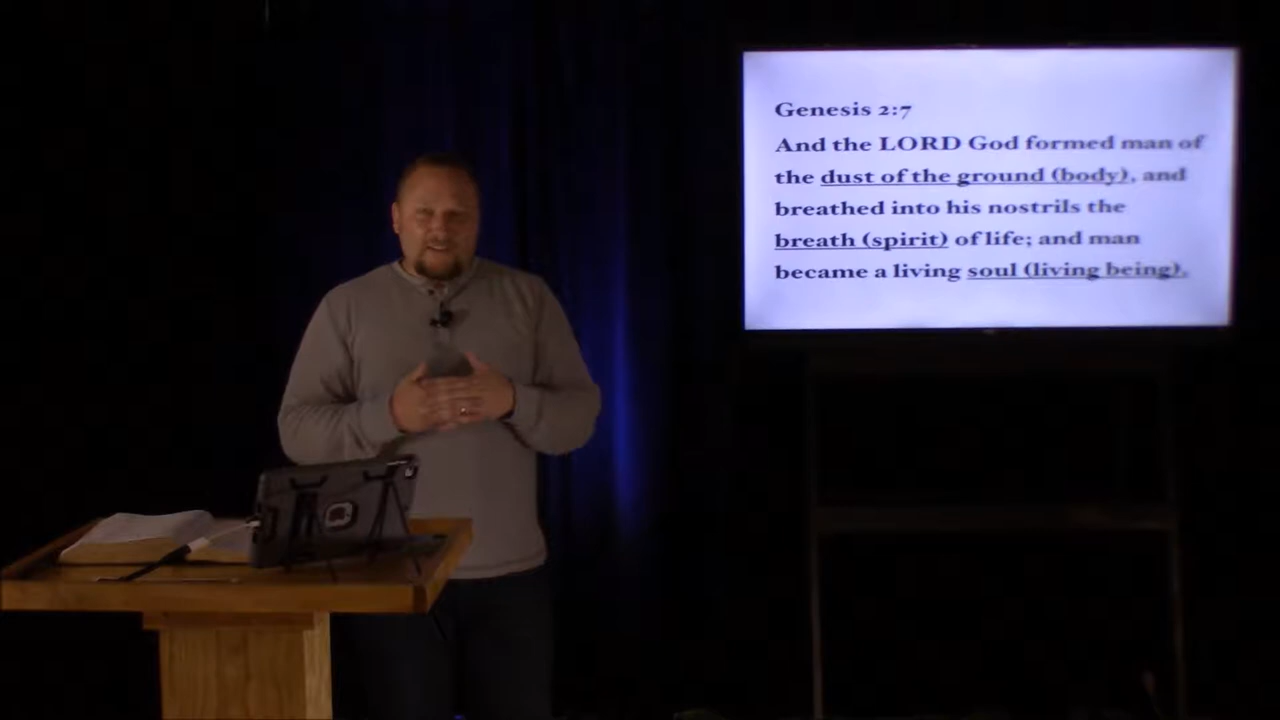 Genesis 2:7
And the LORD God formed man of
the dust of the ground (body), and
breathed into his nostrils the
breath (spirit) of life; and man
became a living soul (living being).